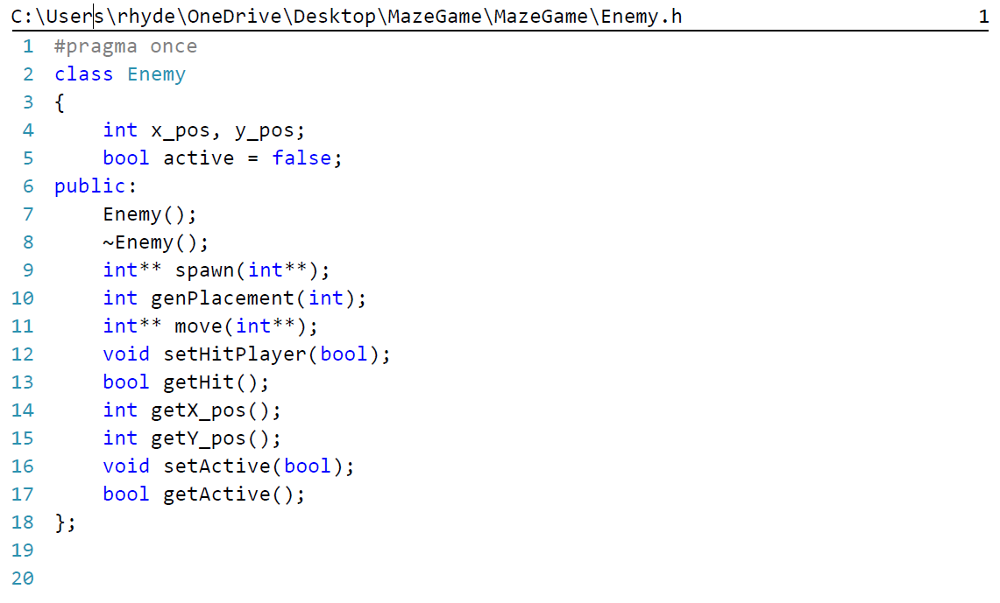 C:\Users\rhyde\OneDrive\Desktop\MazeGame\MazeGame\Enemy.h 1
1 #pragma once
2 class Enemy
3 {
4     int x_pos, y_pos;
5     bool active = false;
6 public:
7     Enemy();
8     ~Enemy();
9     int** spawn(int**);
10     int genPlacement(int);
11     int** move(int**);
12     void setHitPlayer(bool);
13     bool getHit();
14     int getX_pos();
15     int getY_pos();
16     void setActive(bool);
17     bool getActive();
18 };
19
20